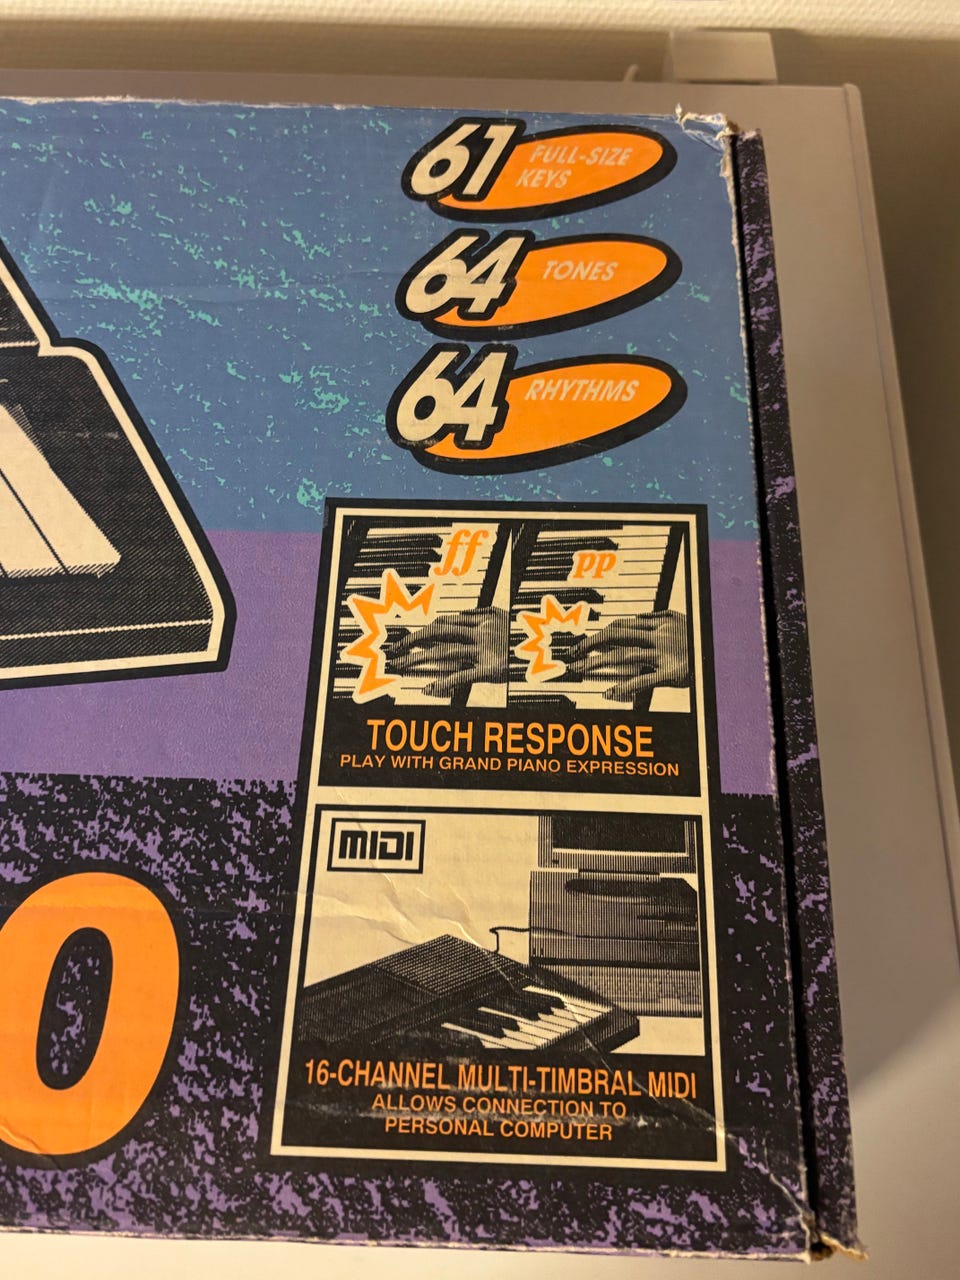 61 FULL-SIZE
KEYS
64 TONES
64 RHYTHMS
ff pp
TOUCH RESPONSE
PLAY WITH GRAND PIANO EXPRESSION
MIDI
0
16-CHANNEL MULTI-TIMBRAL MIDI
ALLOWS CONNECTION TO
PERSONAL COMPUTER